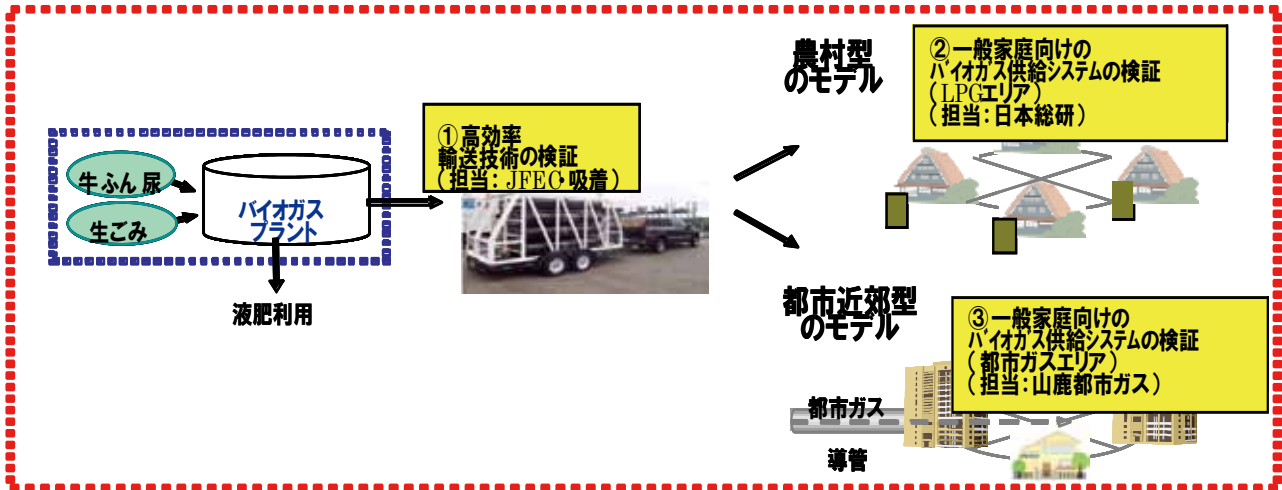 牛ふん尿
生ごみ
バイオガス
プラント
液肥利用
①高効率
輸送技術の検証
(担当:JFEC・吸着)
農村型
のモデル
②一般家庭向けの
バイオガス供給システムの検証
(LPGエリア)
(担当:日本総研)
都市近郊型
のモデル
③一般家庭向けの
バイオガス供給システムの検証
(都市ガスエリア)
(担当:山鹿都市ガス)
都市ガス
導管